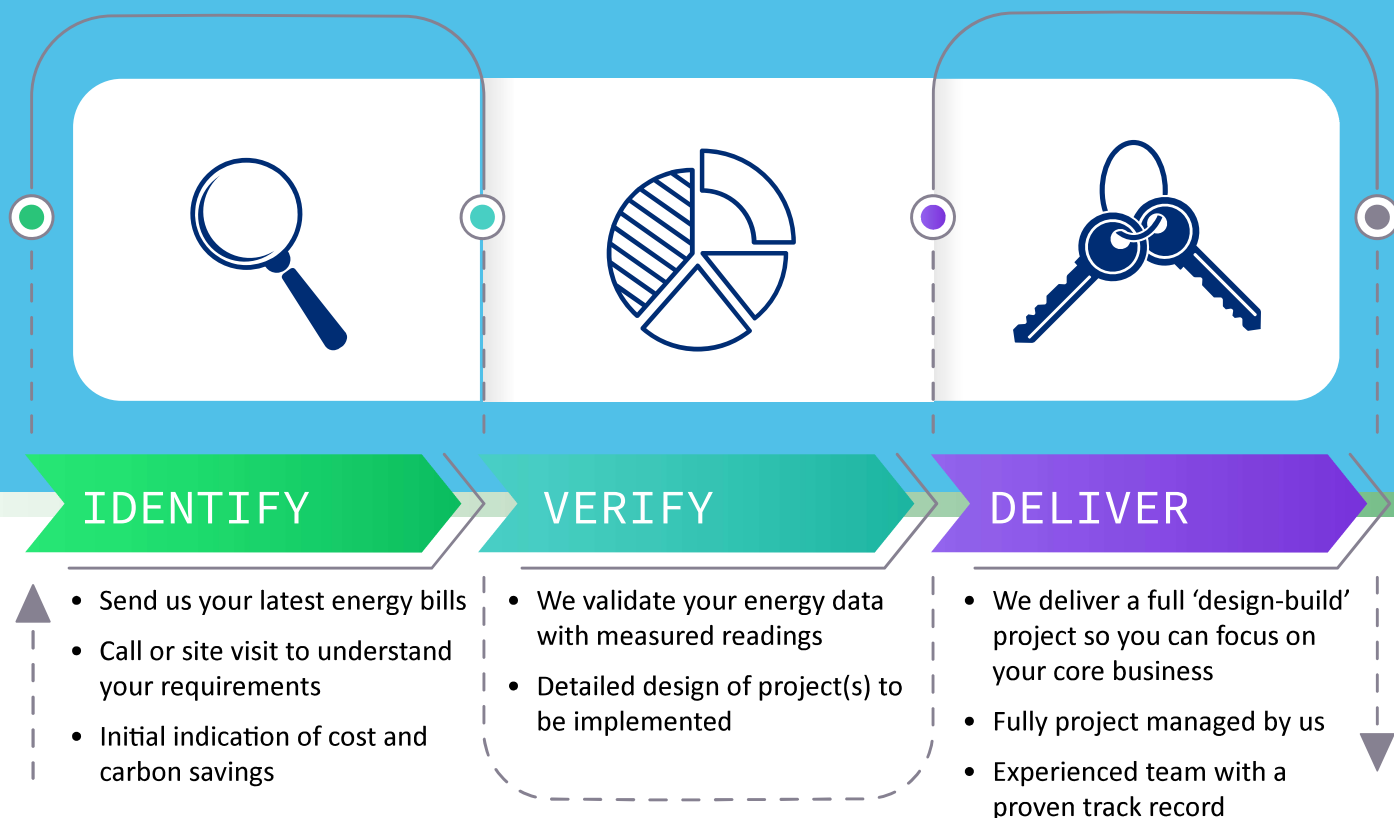 IDENTIFY
• Send us your latest energy bills
• Call or site visit to understand
your requirements
• Initial indication of cost and
carbon savings
VERIFY
• We validate your energy data
with measured readings
• Detailed design of project(s) to
be implemented
DELIVER
• We deliver a full ‘design-build’
project so you can focus on
your core business
• Fully project managed by us
• Experienced team with a
proven track record